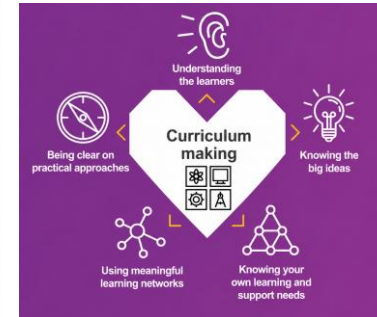 Understanding
the learners
Curriculum
making
Being clear on
practical approaches
Knowing the
big ideas
Using meaningful
learning networks
Knowing your
own learning and
support needs